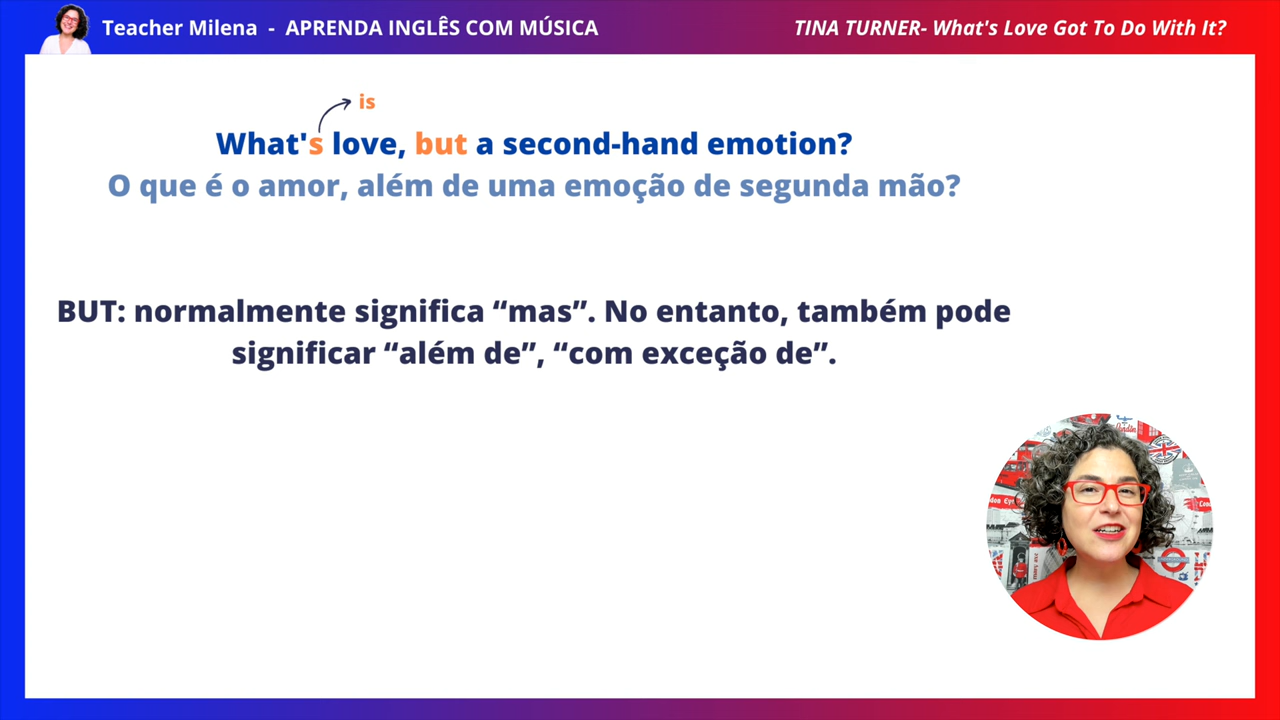 Teacher Milena - APRENDA INGLÊS COM MÚSICA
TINA TURNER- What's Love Got To Do With It?
is
What's love, but a second-hand emotion?
O que é o amor, além de uma emoção de segunda mão?
BUT: normalmente significa “mas”. No entanto, também pode
significar “além de”, “com exceção de”.
London